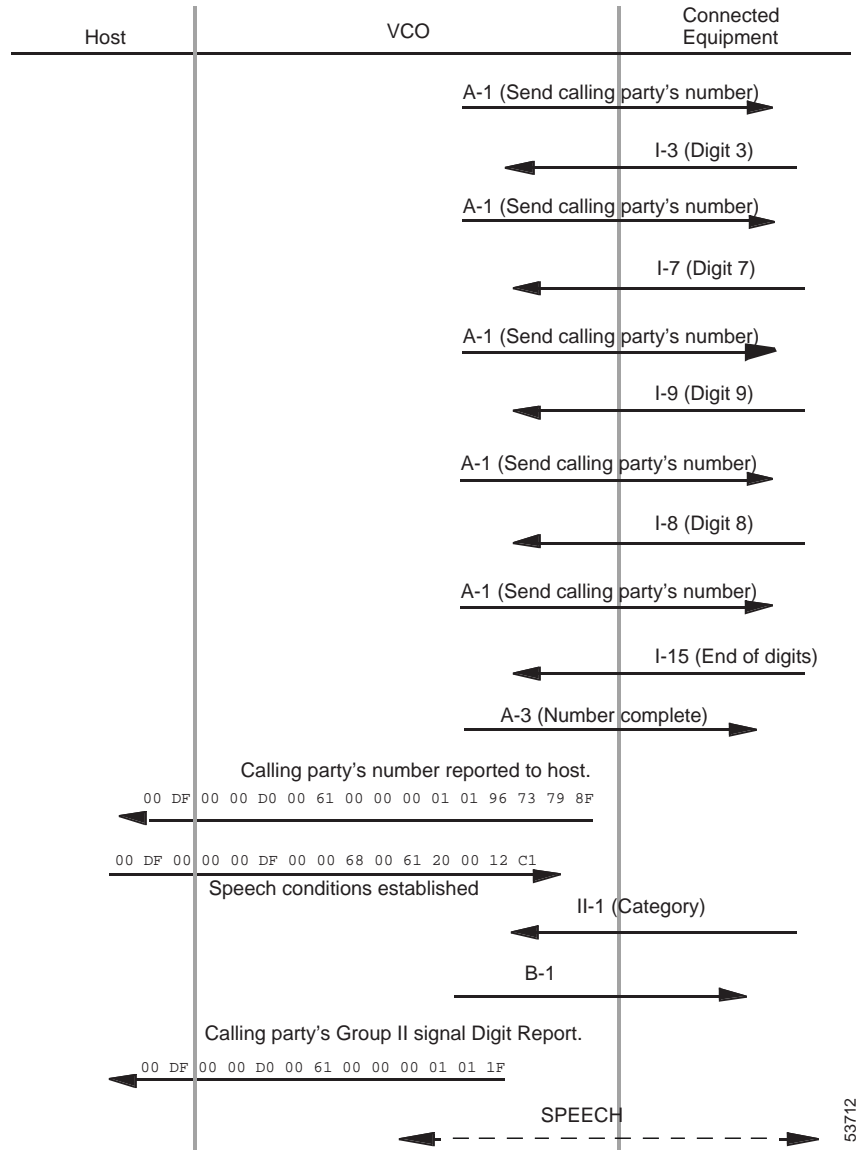 Host
VCO
Connected
Equipment
A-1 (Send calling party's number)
I-3 (Digit 3)
A-1 (Send calling party's number)
I-7 (Digit 7)
A-1 (Send calling party's number)
I-9 (Digit 9)
A-1 (Send calling party's number)
I-8 (Digit 8)
A-1 (Send calling party's number)
I-15 (End of digits)
A-3 (Number complete)
Calling party's number reported to host.
00 DF 00 00 D0 00 61 00 00 00 01 01 96 73 79 8F
00 DF 00 00 00 DF 00 00 68 00 61 20 00 12 C1
Speech conditions established
II-1 (Category)
B-1
Calling party's Group II signal Digit Report.
00 DF 00 00 D0 00 61 00 00 00 01 01 1F
SPEECH
53712